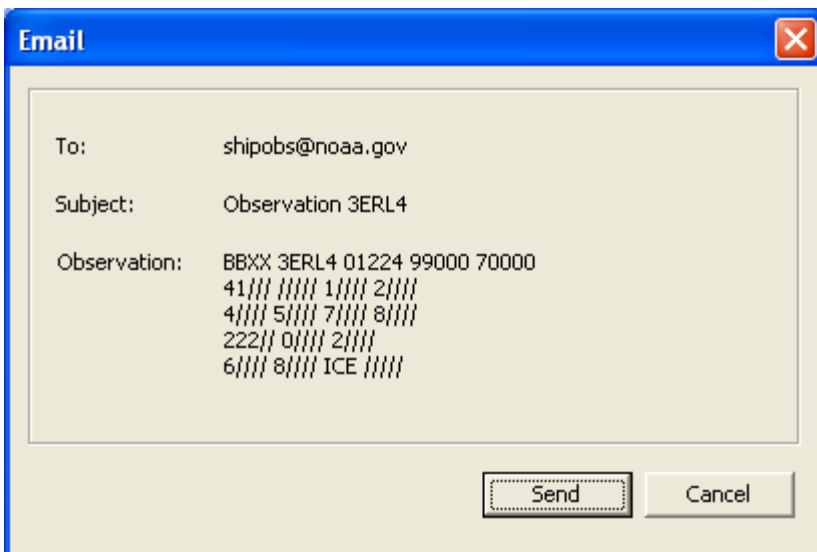 Email
To: shipobs@noaa.gov
Subject: Observation 3ERL4
Observation: BBXX 3ERL4 01224 99000 70000
41/// ///// 1//// 2////
4//// 5//// 7//// 8////
222// 0//// 2////
6//// 8//// ICE /////
Send Cancel